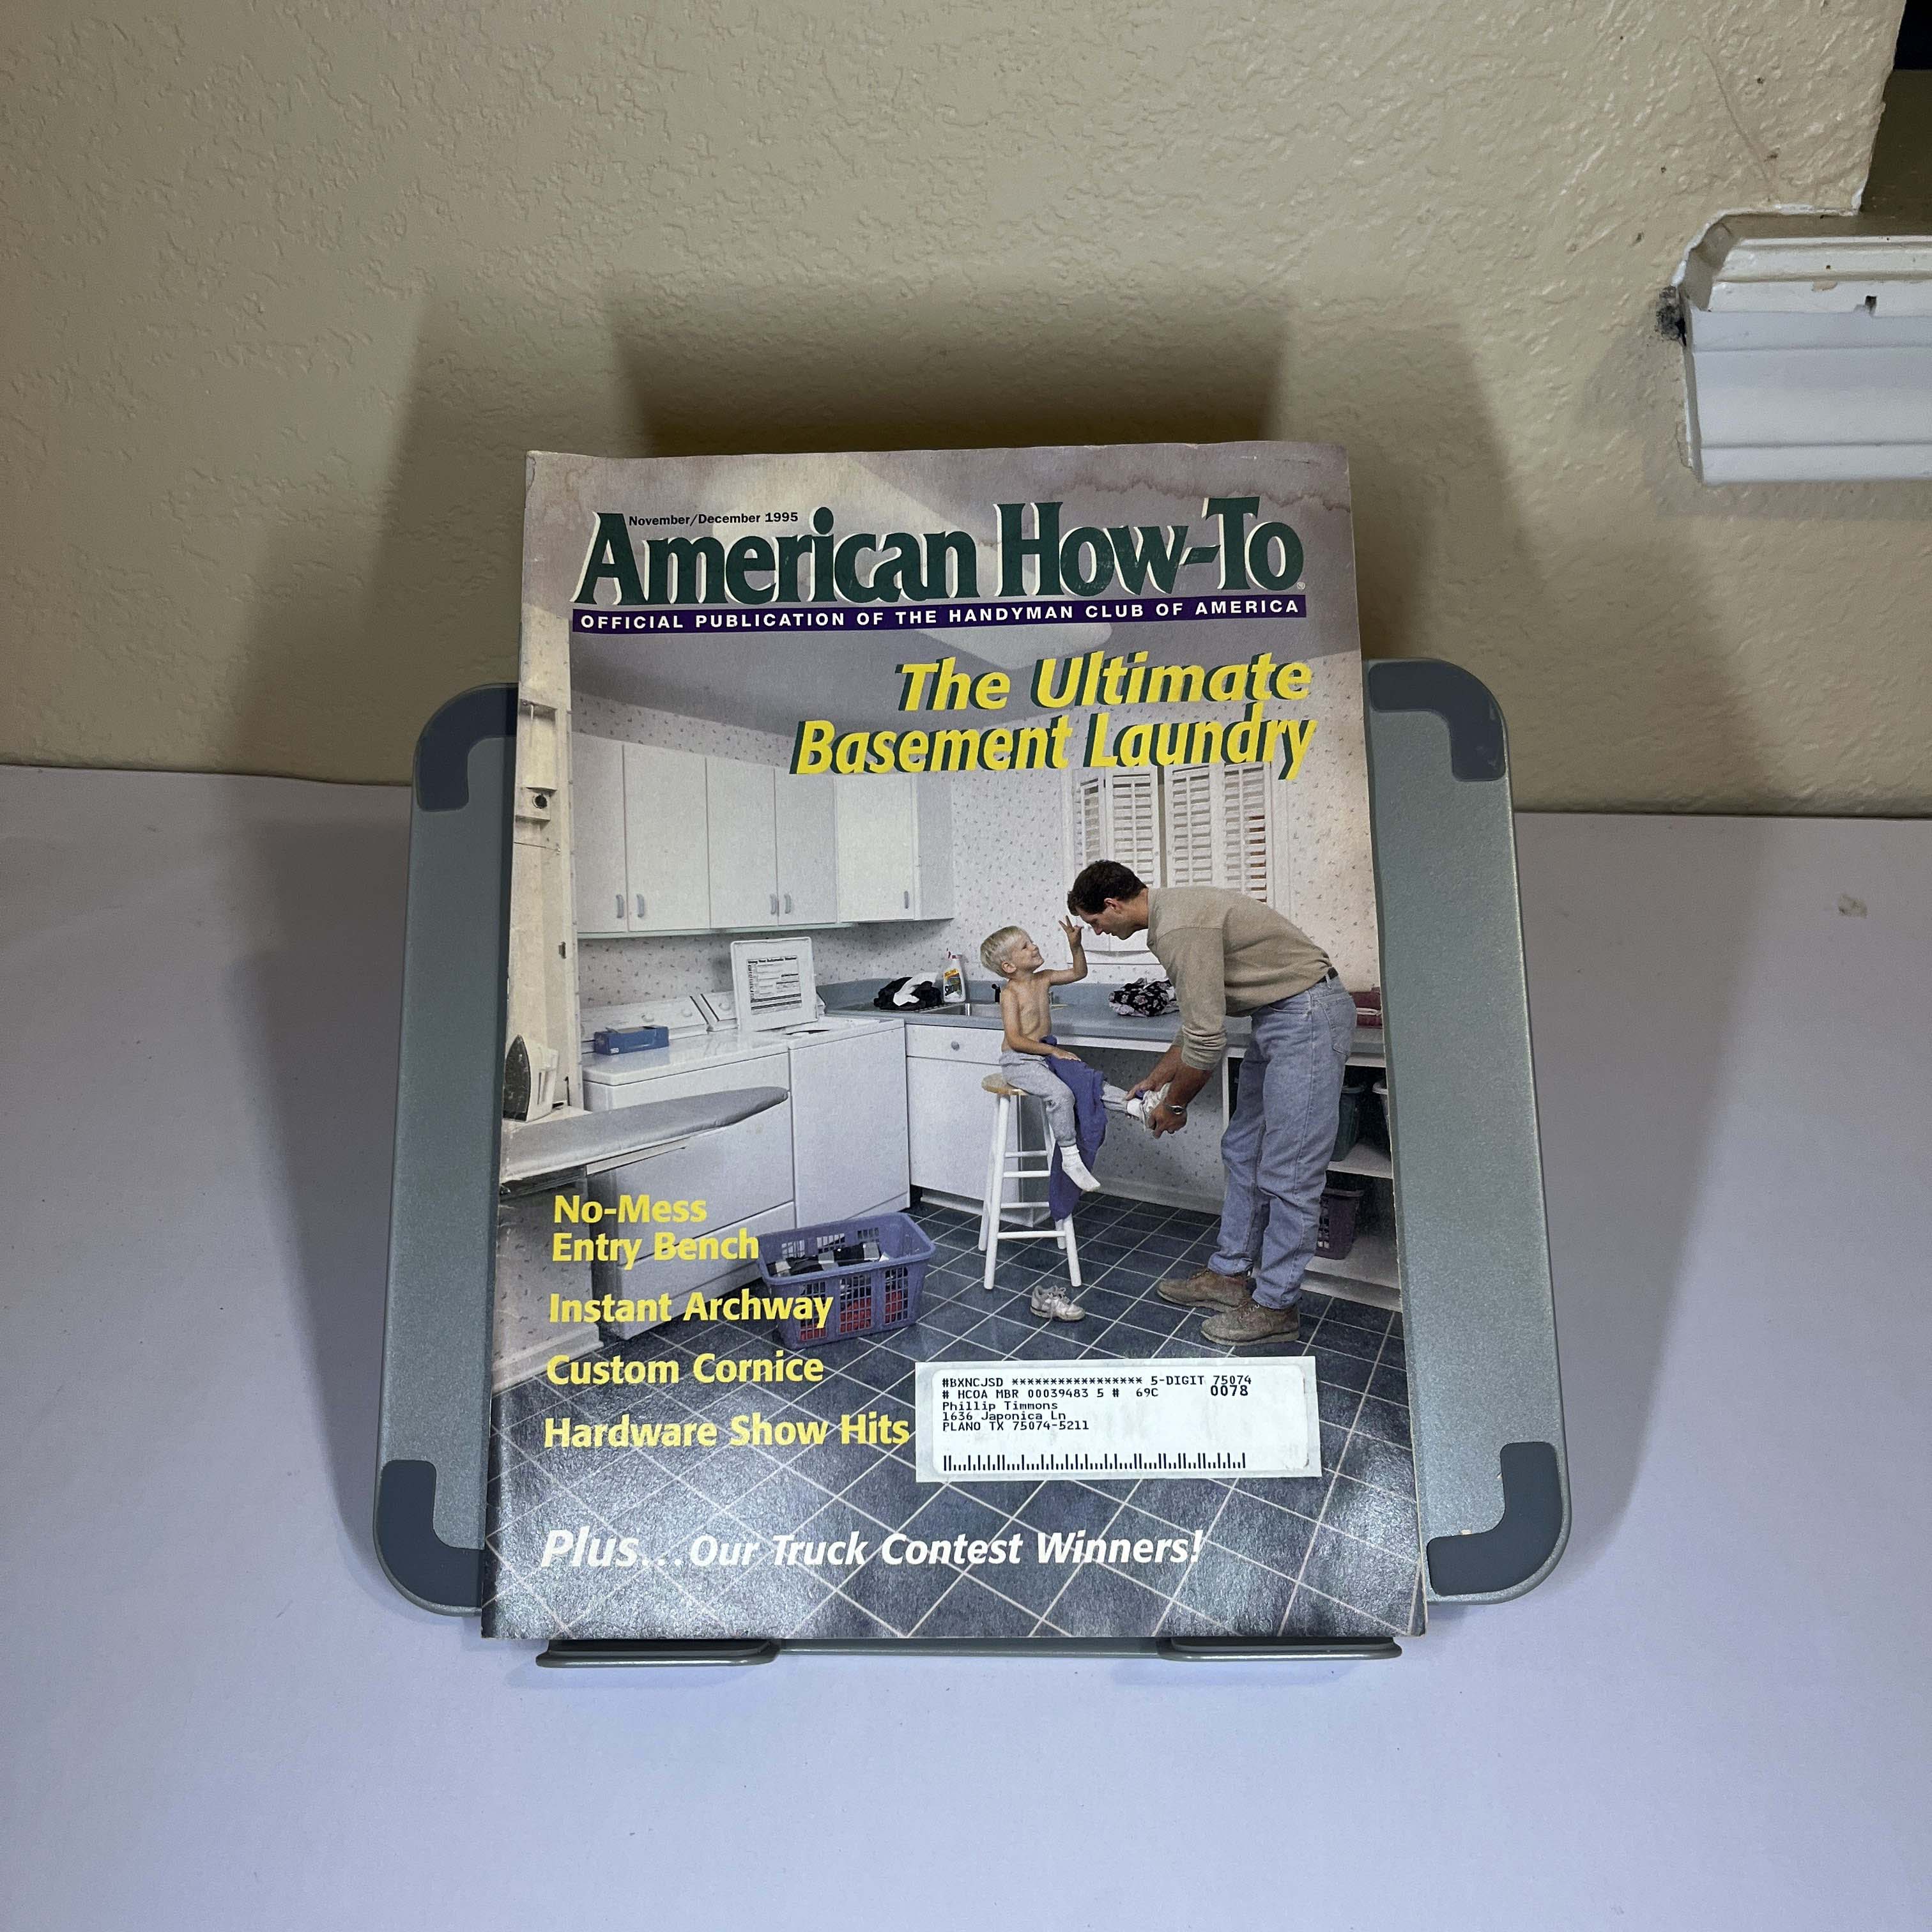 November/December 1995
American How-To
OFFICIAL PUBLICATION OF THE HANDYMAN CLUB OF AMERICA
The Ultimate
Basement Laundry
No-Mess
Entry Bench
Instant Archway
Custom Cornice
Hardware Show Hits
#BXNCJSD ***************** 5-DIGIT 75074
# HCOA MBR 00039483 5 # 69C 0078
Phillip Timmons
1636 Japonica Ln
PLANO TX 75074-5211
Plus...Our Truck Contest Winners!